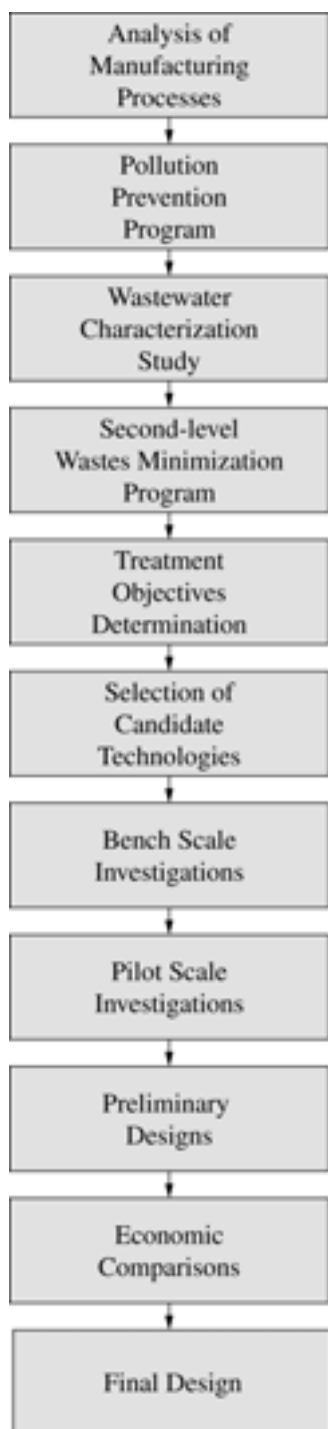 Analysis of
Manufacturing
Processes
Pollution
Prevention
Program
Wastewater
Characterization
Study
Second-level
Wastes Minimization
Program
Treatment
Objectives
Determination
Selection of
Candidate
Technologies
Bench Scale
Investigations
Pilot Scale
Investigations
Preliminary
Designs
Economic
Comparisons
Final Design